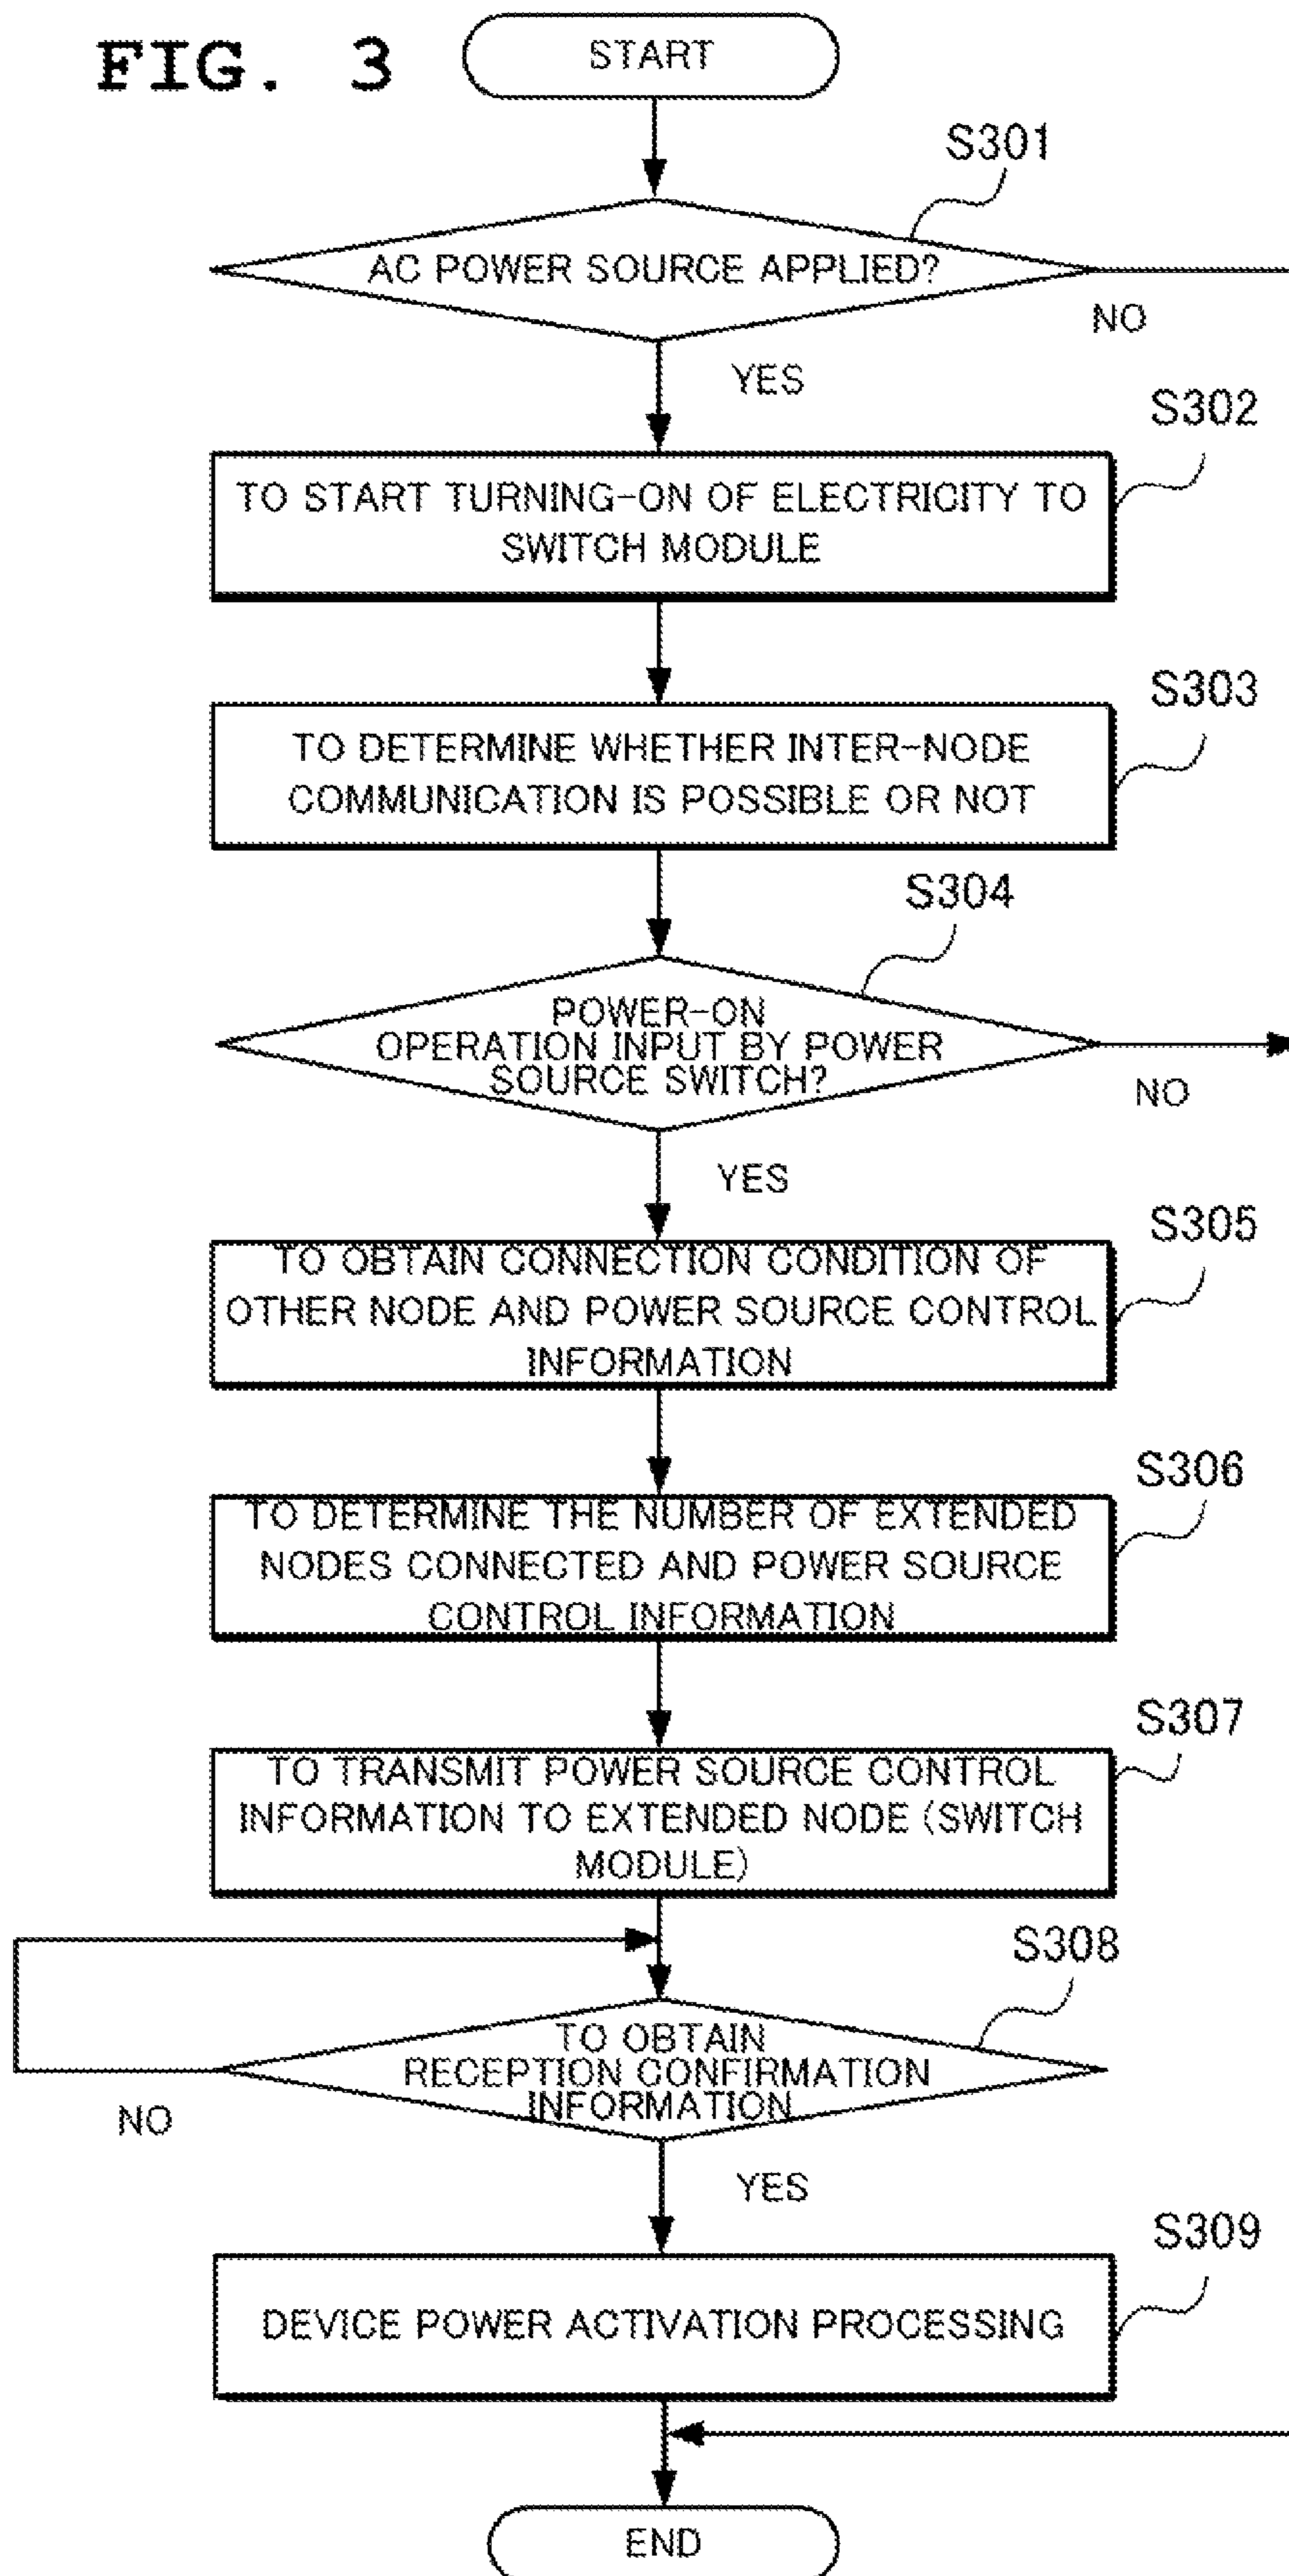 FIG. 3
START
S301
AC POWER SOURCE APPLIED?
NO
YES
S302
TO START TURNING-ON OF ELECTRICITY TO
SWITCH MODULE
S303
TO DETERMINE WHETHER INTER-NODE
COMMUNICATION IS POSSIBLE OR NOT
S304
POWER-ON
OPERATION INPUT BY POWER
SOURCE SWITCH?
NO
YES
S305
TO OBTAIN CONNECTION CONDITION OF
OTHER NODE AND POWER SOURCE CONTROL
INFORMATION
S306
TO DETERMINE THE NUMBER OF EXTENDED
NODES CONNECTED AND POWER SOURCE
CONTROL INFORMATION
S307
TO TRANSMIT POWER SOURCE CONTROL
INFORMATION TO EXTENDED NODE (SWITCH
MODULE)
S308
TO OBTAIN
RECEPTION CONFIRMATION
INFORMATION
NO
YES
S309
DEVICE POWER ACTIVATION PROCESSING
END